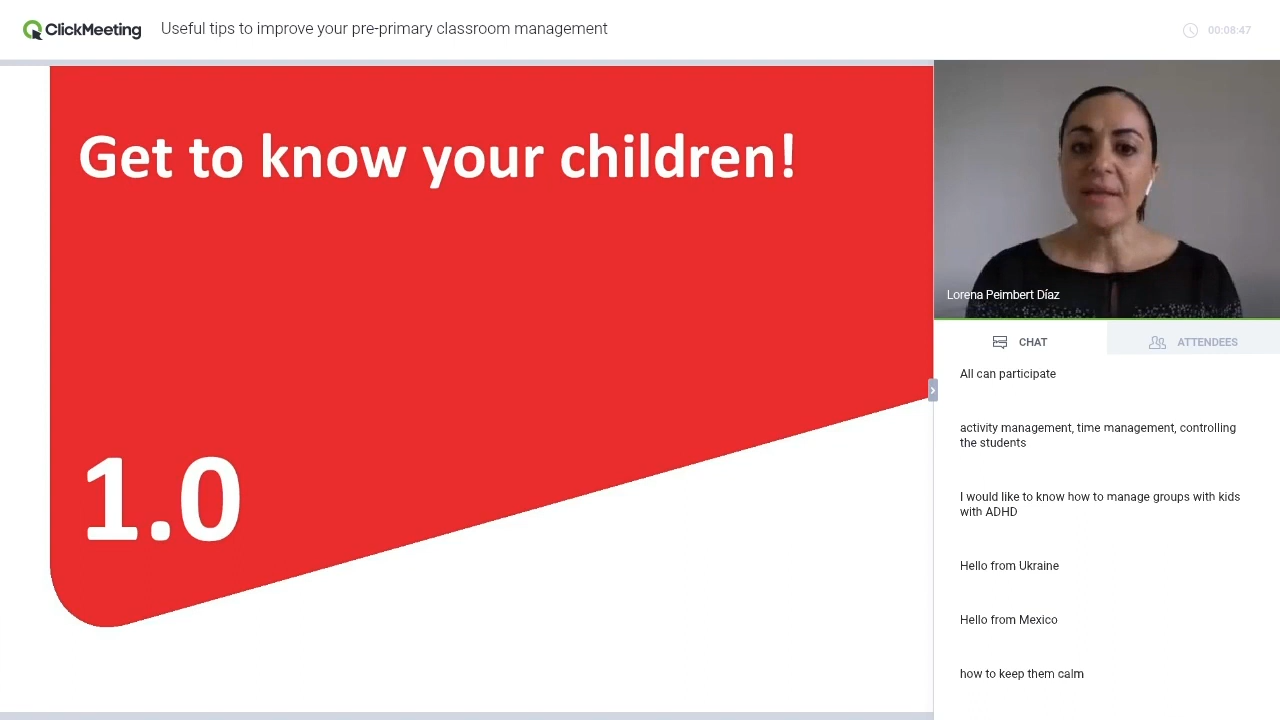 ClickMeeting
Useful tips to improve your pre-primary classroom management
00:08:47
Get to know your children!
1.0
Lorena Peimbert Díaz
CHAT
ATTENDEES
All can participate
activity management, time management, controlling
the students
I would like to know how to manage groups with kids
with ADHD
Hello from Ukraine
Hello from Mexico
how to keep them calm